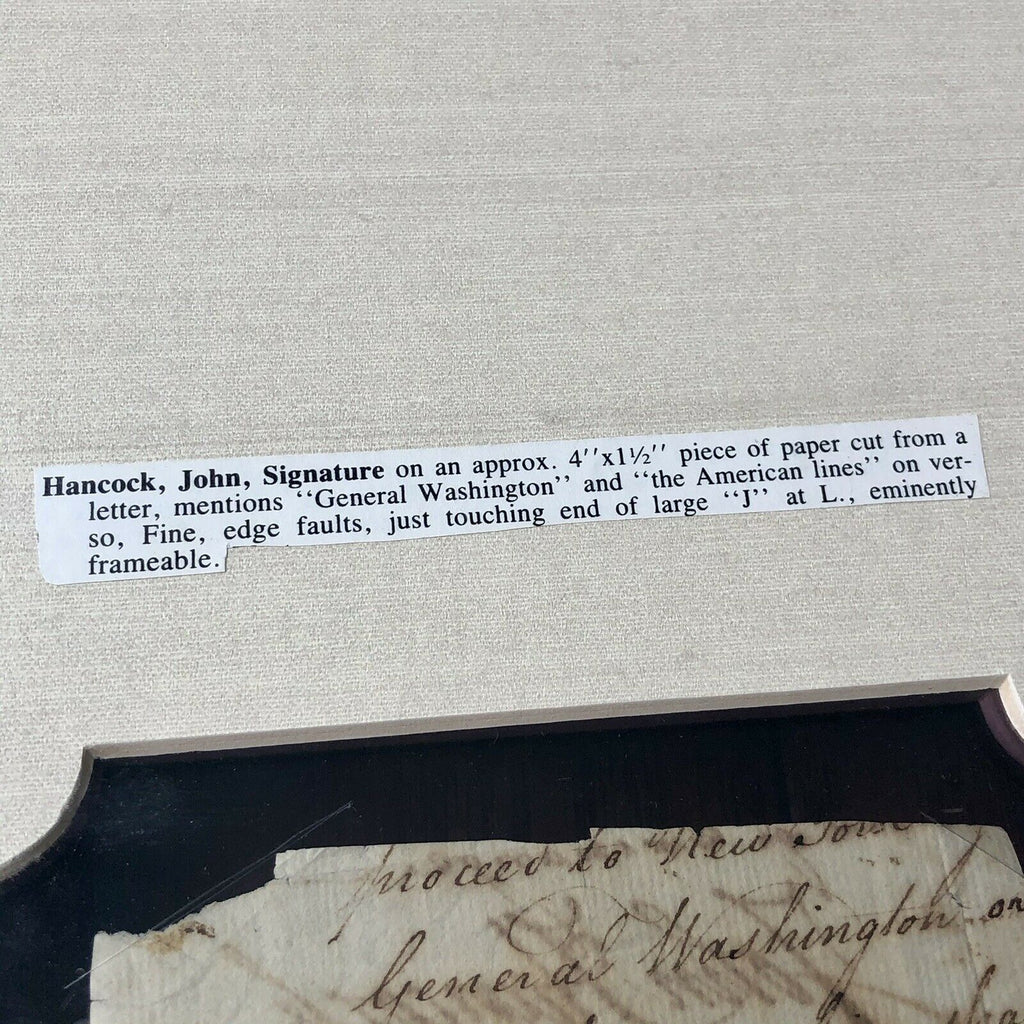 Hancock, John, Signature on an approx. 4''x1½'' piece of paper cut from a
letter, mentions ‘‘General Washington’’ and ‘‘the American lines’’ on ver-
so, Fine, edge faults, just touching end of large ‘‘J’’ at L., eminently
frameable.
proceed to New
General Washington on